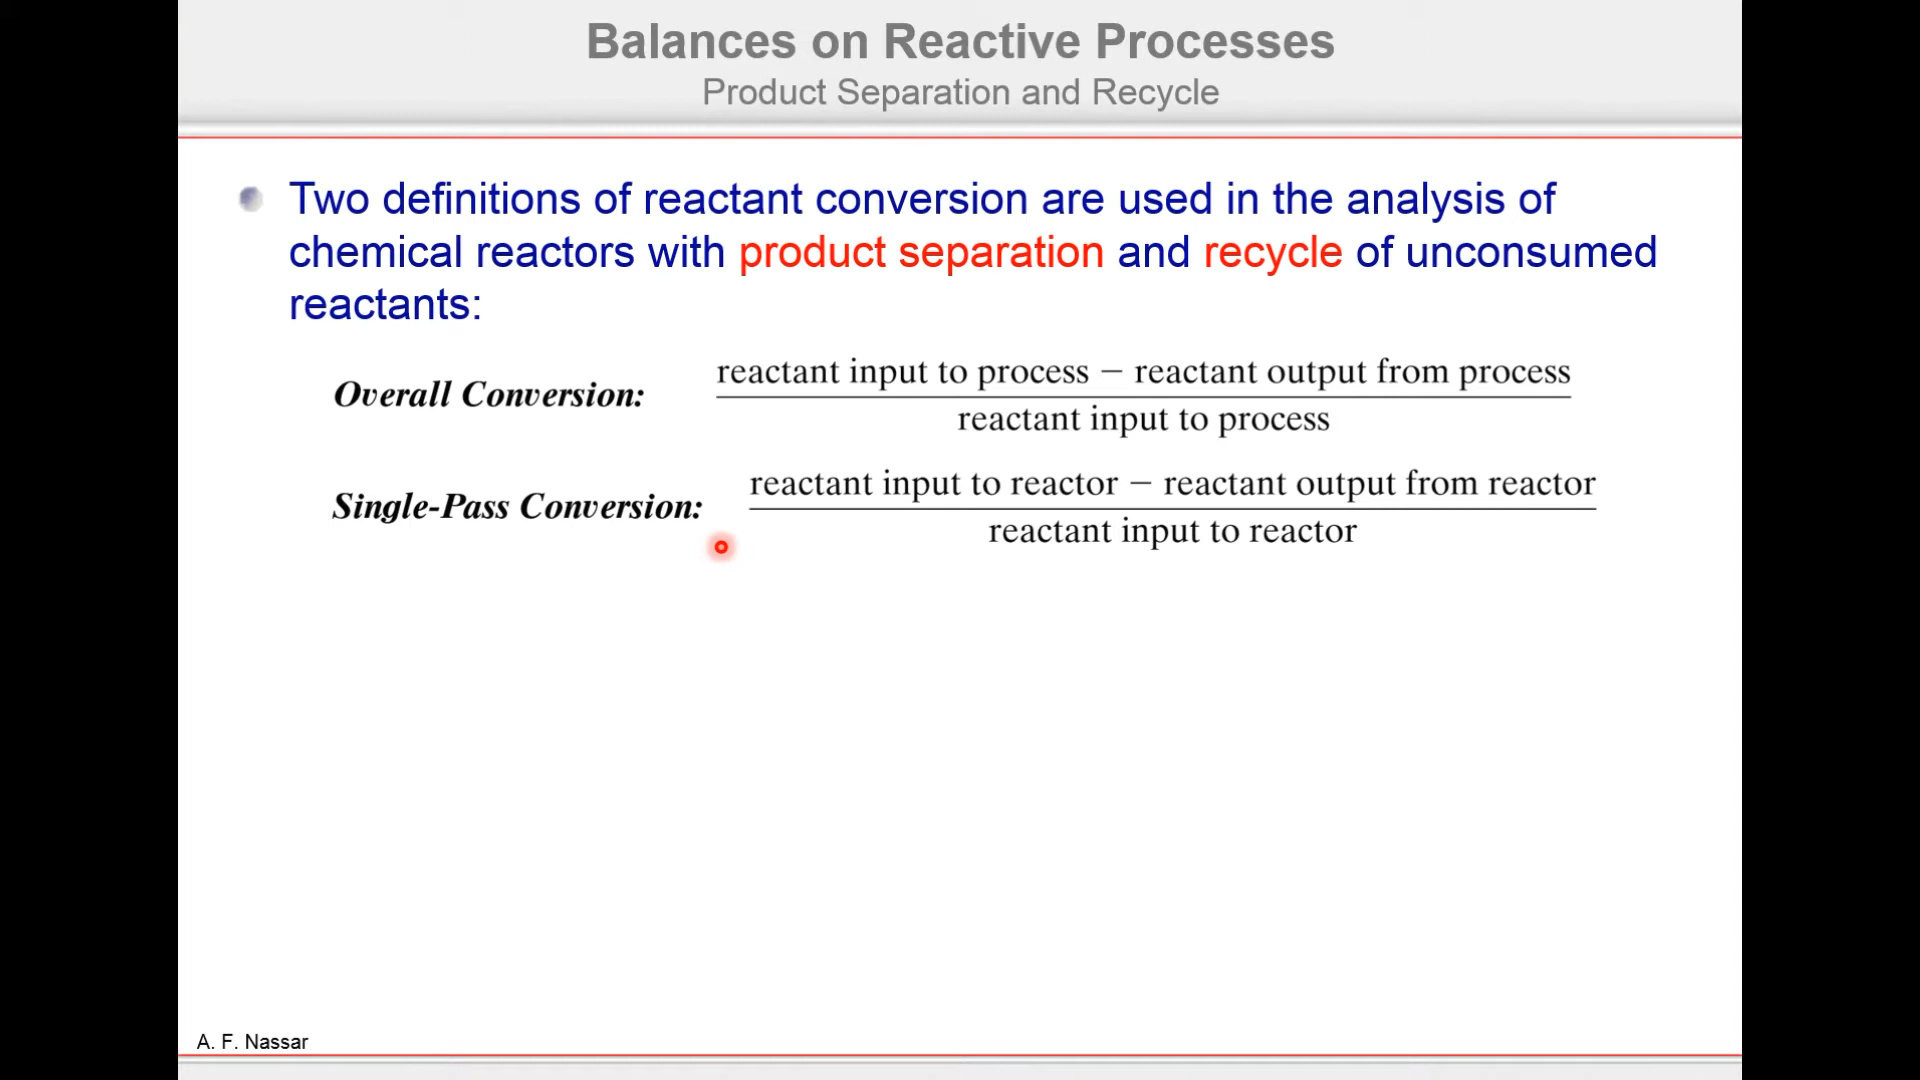 Balances on Reactive Processes
Product Separation and Recycle
Two definitions of reactant conversion are used in the analysis of
chemical reactors with product separation and recycle of unconsumed
reactants:
Overall Conversion:
reactant input to process − reactant output from process
reactant input to process
Single-Pass Conversion:
reactant input to reactor − reactant output from reactor
reactant input to reactor
A. F. Nassar